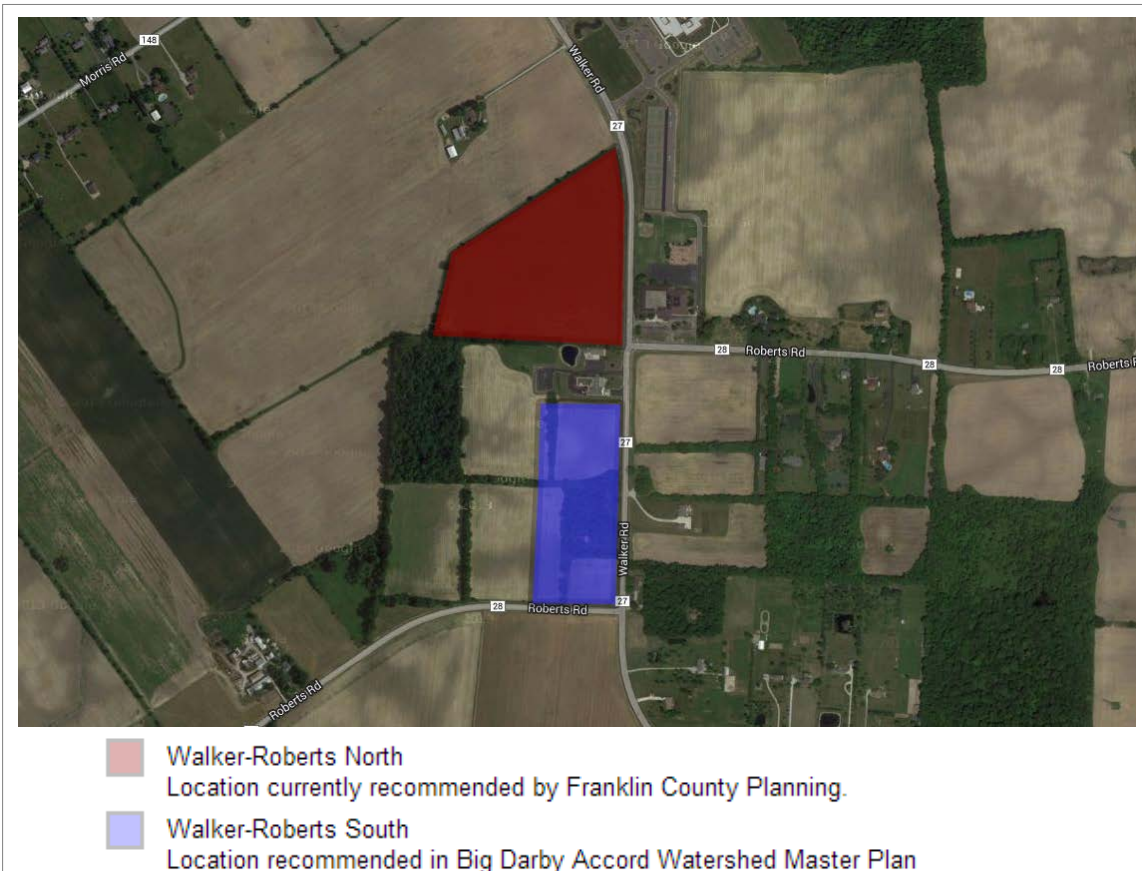 148
Morris Rd
Walker Rd
27
28
Roberts Rd
28
28
Roberts R
27
Walker Rd
28
Roberts Rd
27
Roberts Rd
Walker-Roberts North
Location currently recommended by Franklin County Planning.
Walker-Roberts South
Location recommended in Big Darby Accord Watershed Master Plan